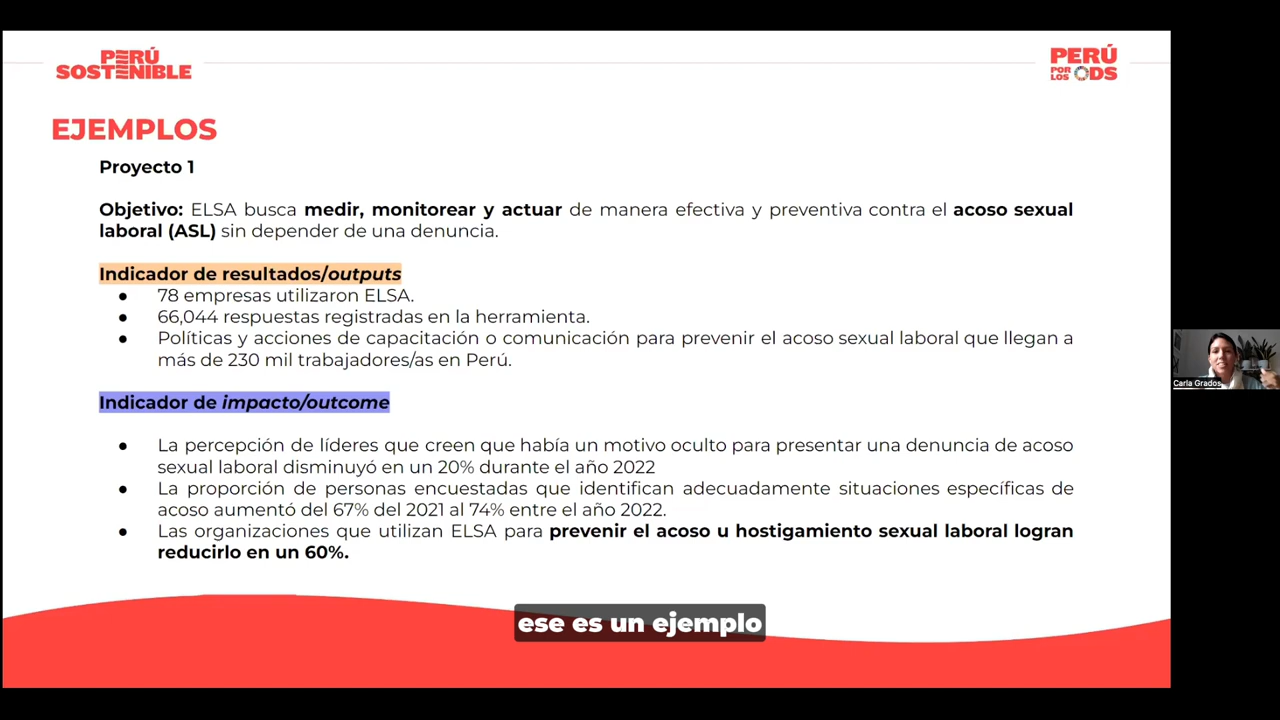 PERÚ
SOSTENIBLE
PERÚ
POR
LOS ODS
EJEMPLOS
Proyecto 1
Objetivo: ELSA busca medir, monitorear y actuar de manera efectiva y preventiva contra el acoso sexual
laboral (ASL) sin depender de una denuncia.
Indicador de resultados/outputs
● 78 empresas utilizaron ELSA.
● 66,044 respuestas registradas en la herramienta.
● Políticas y acciones de capacitación o comunicación para prevenir el acoso sexual laboral que llegan a
más de 230 mil trabajadores/as en Perú.
Indicador de impacto/outcome
● La percepción de líderes que creen que había un motivo oculto para presentar una denuncia de acoso
sexual laboral disminuyó en un 20% durante el año 2022
● La proporción de personas encuestadas que identifican adecuadamente situaciones específicas de
acoso aumentó del 67% del 2021 al 74% entre el año 2022.
● Las organizaciones que utilizan ELSA para prevenir el acoso u hostigamiento sexual laboral logran
reducirlo en un 60%.
Carla Grados
ese es un ejemplo